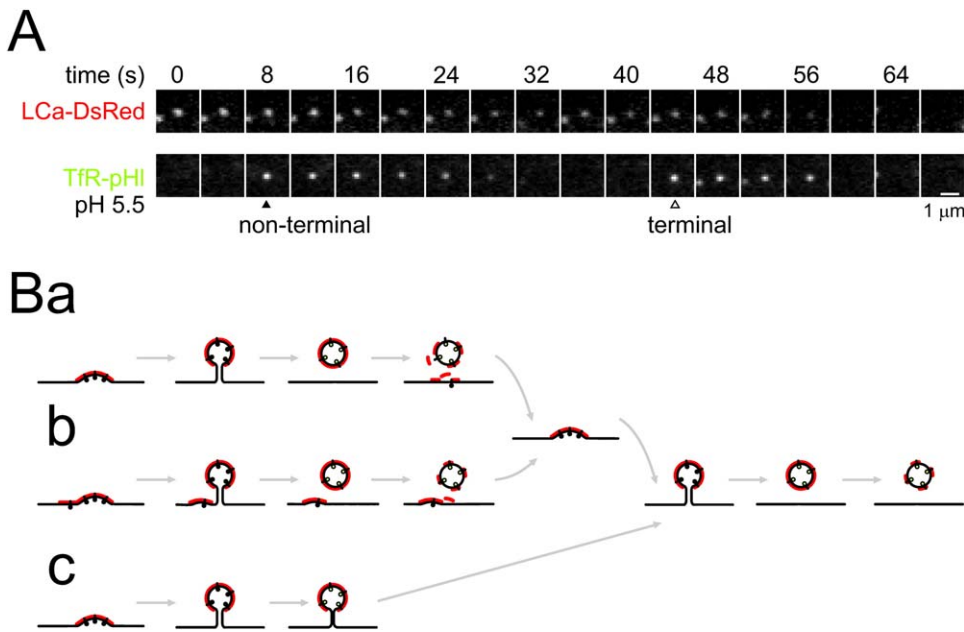 A
time (s) 0 8 16 24 32 40 48 56 64
LCa-DsRed
TfR-pHl
pH 5.5
1 μm
non-terminal terminal
Ba
b
c